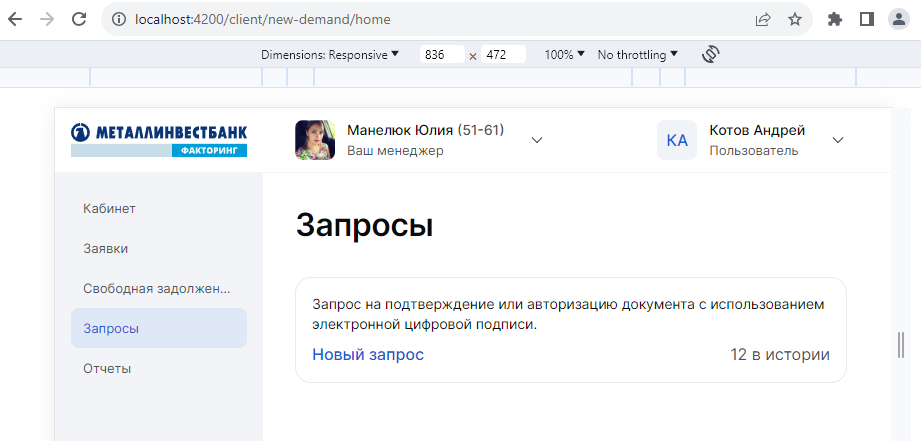 localhost:4200/client/new-demand/home
Dimensions: Responsive 836 × 472 100% No throttling
МЕТАЛЛИНВЕСТБАНК
ФАКТОРИНГ
Манелюк Юлия (51-61)
Ваш менеджер
КА
Котов Андрей
Пользователь
Кабинет
Заявки
Свободная задолжен...
Запросы
Отчеты
Запросы
Запрос на подтверждение или авторизацию документа с использованием
электронной цифровой подписи.
Новый запрос 12 в истории